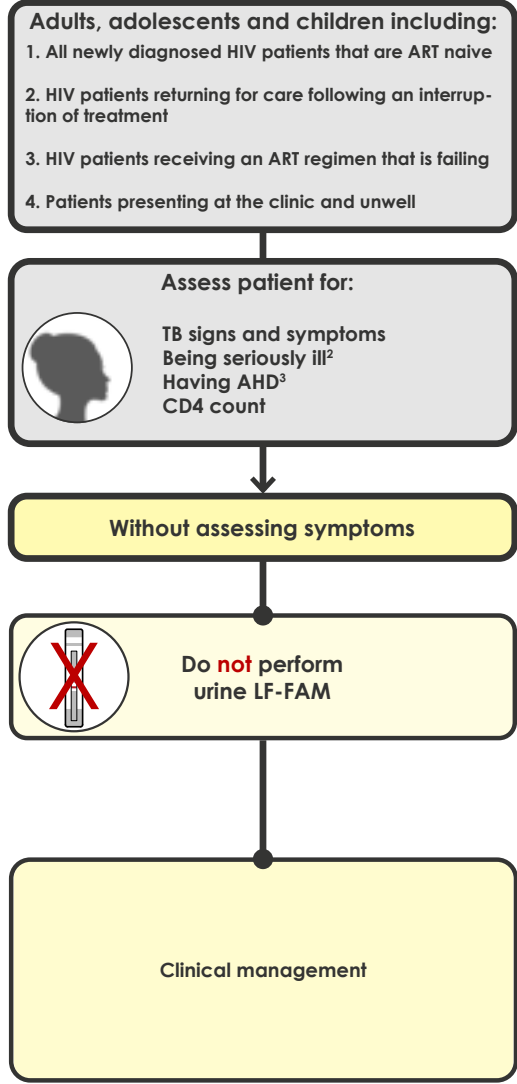 Adults, adolescents and children including:
1. All newly diagnosed HIV patients that are ART naive
2. HIV patients returning for care following an interrup-
tion of treatment
3. HIV patients receiving an ART regimen that is failing
4. Patients presenting at the clinic and unwell
Assess patient for:
TB signs and symptoms
Being seriously ill²
Having AHD³
CD4 count
Without assessing symptoms
Do not perform
urine LF-FAM
Clinical management